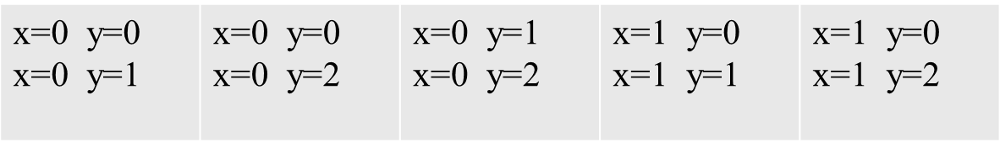 x=0 y=0
x=0 y=1
x=0 y=0
x=0 y=2
x=0 y=1
x=0 y=2
x=1 y=0
x=1 y=1
x=1 y=0
x=1 y=2